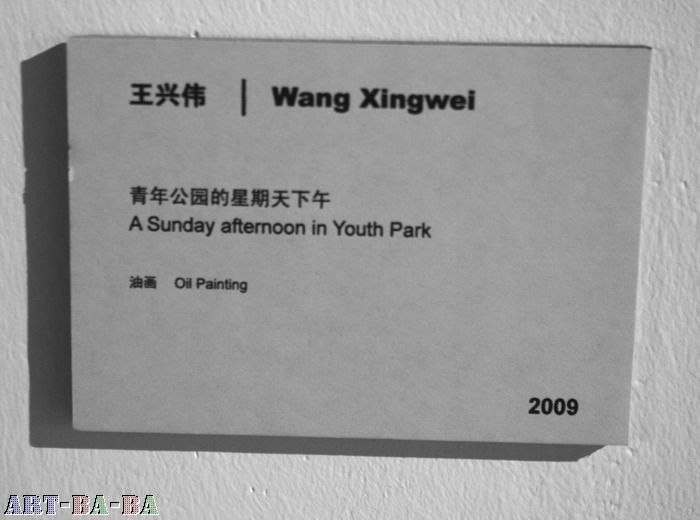 王兴伟 | Wang Xingwei
青年公园的星期天下午
A Sunday afternoon in Youth Park
油画 Oil Painting
2009
ART-BA-BA